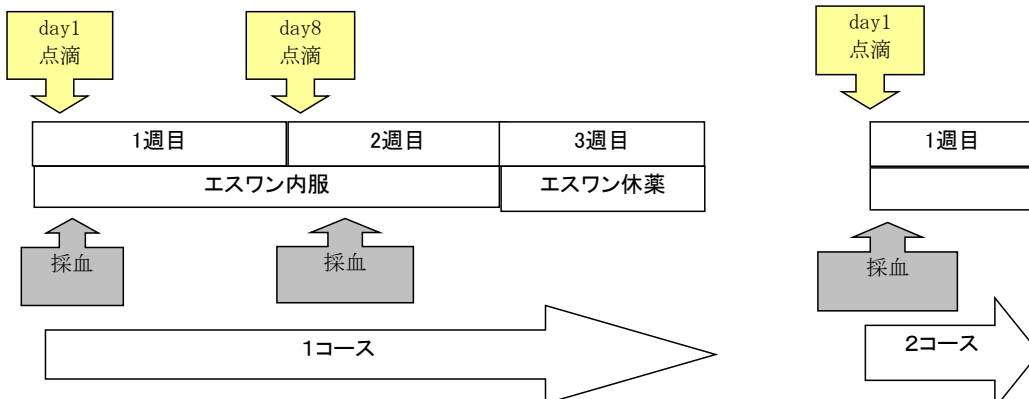 day1
点滴
day8
点滴
day1
点滴
1週目
2週目
3週目
1週目
エスワン内服
エスワン休薬
採血
採血
採血
1コース
2コース